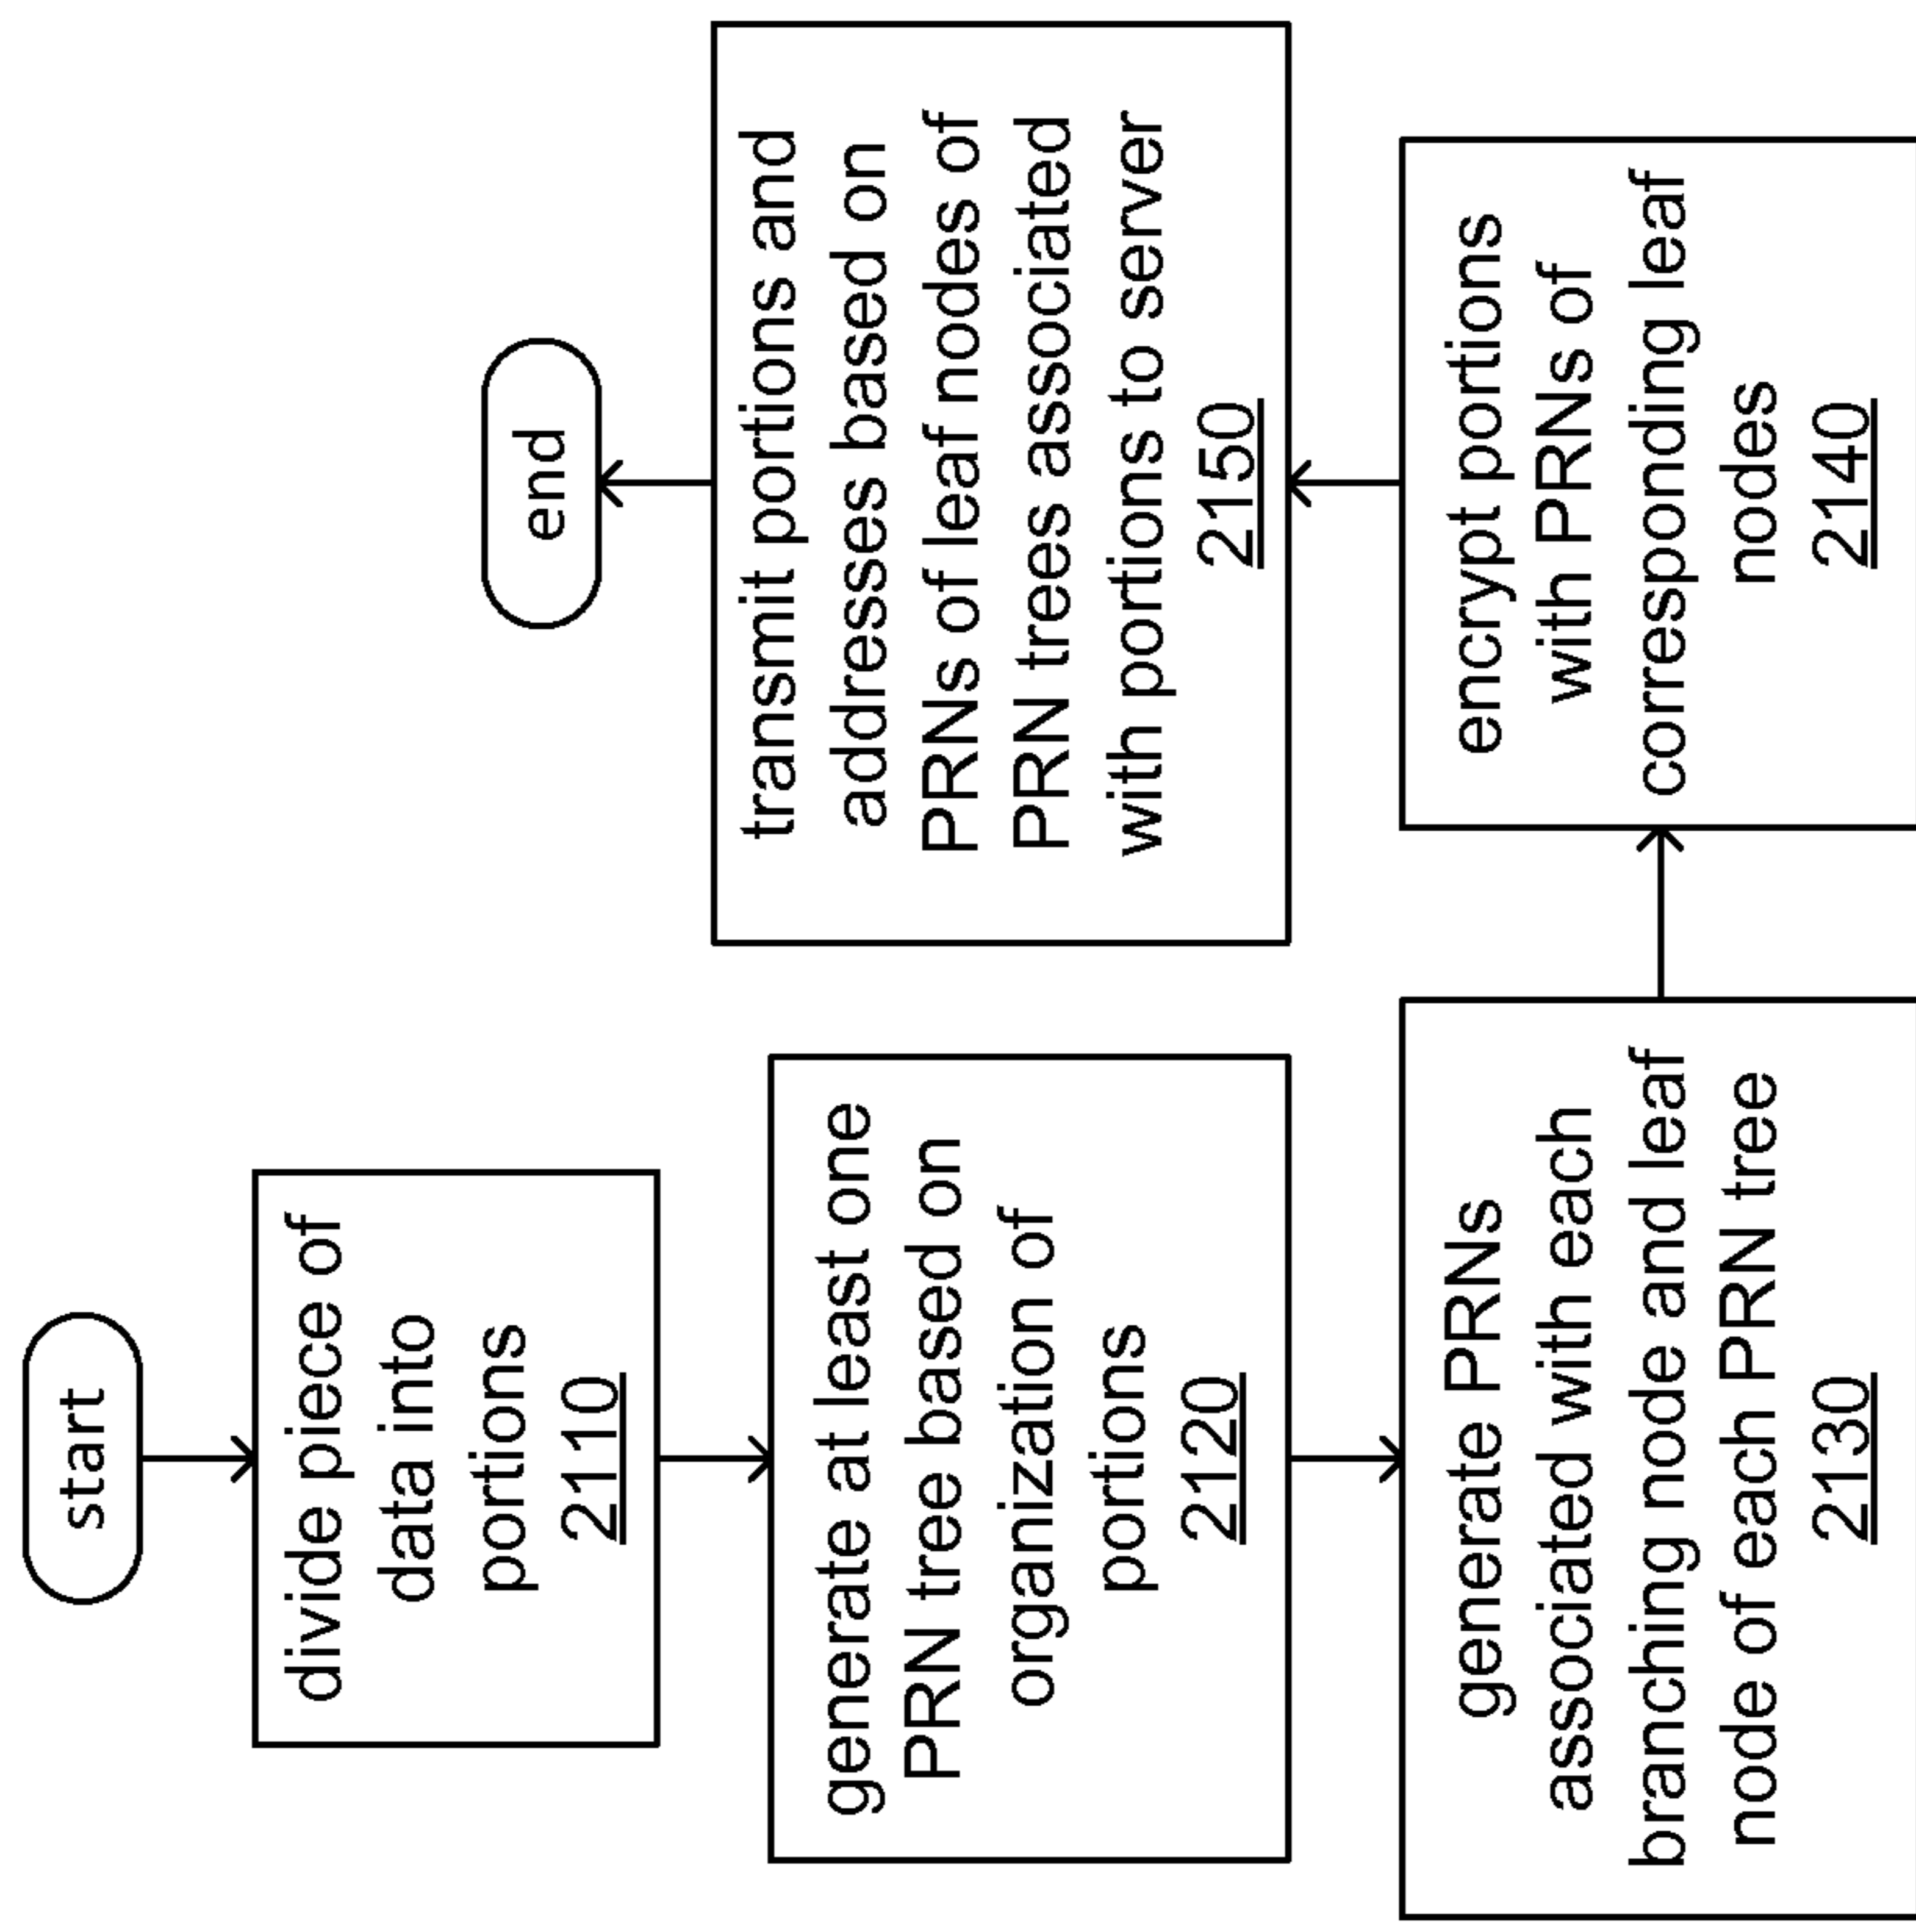 start
divide piece of
data into
portions
2110
generate at least one
PRN tree based on
organization of
portions
2120
generate PRNs
associated with each
branching node and leaf
node of each PRN tree
2130
encrypt portions
with PRNs of
corresponding leaf
nodes
2140
transmit portions and
addresses based on
PRNs of leaf nodes of
PRN trees associated
with portions to server
2150
end